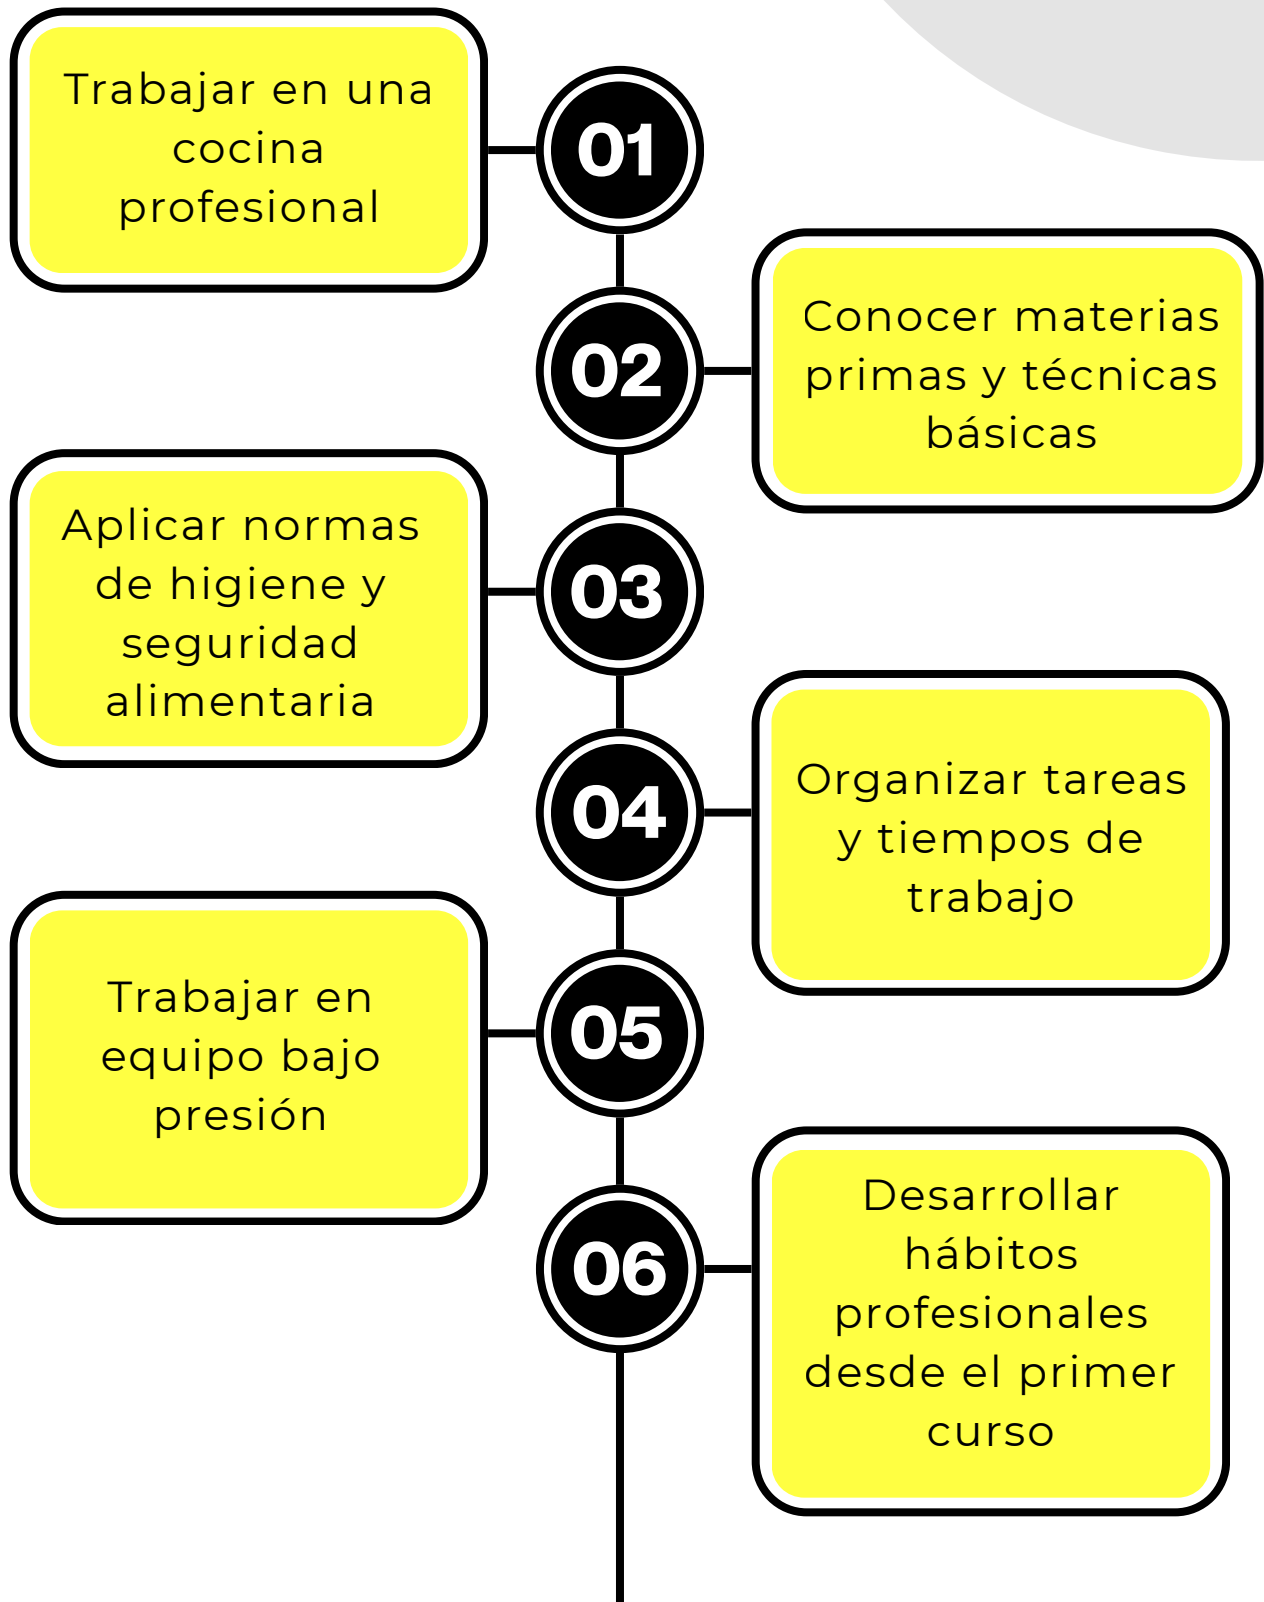 Trabajar en una
cocina
profesional
01
02
Conocer materias
primas y técnicas
básicas
Aplicar normas
de higiene y
seguridad
alimentaria
03
04
Organizar tareas
y tiempos de
trabajo
Trabajar en
equipo bajo
presión
05
06
Desarrollar
hábitos
profesionales
desde el primer
curso